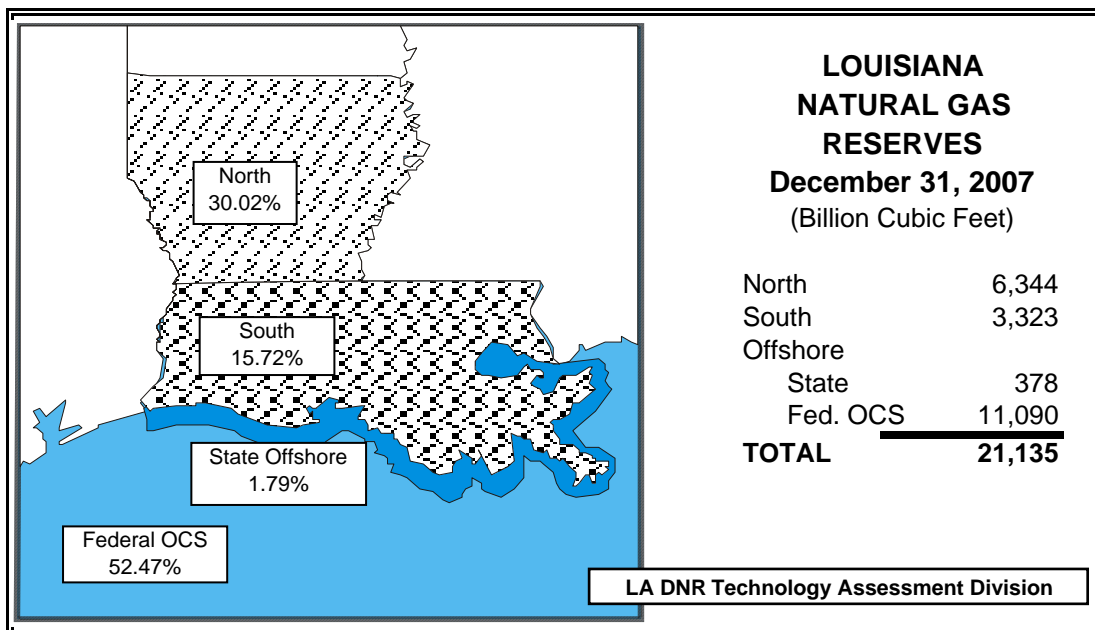 North
30.02%
South
15.72%
State Offshore
1.79%
Federal OCS
52.47%
LOUISIANA
NATURAL GAS
RESERVES
December 31, 2007
(Billion Cubic Feet)
North 6,344
South 3,323
Offshore
State 378
Fed. OCS 11,090
TOTAL 21,135
LA DNR Technology Assessment Division